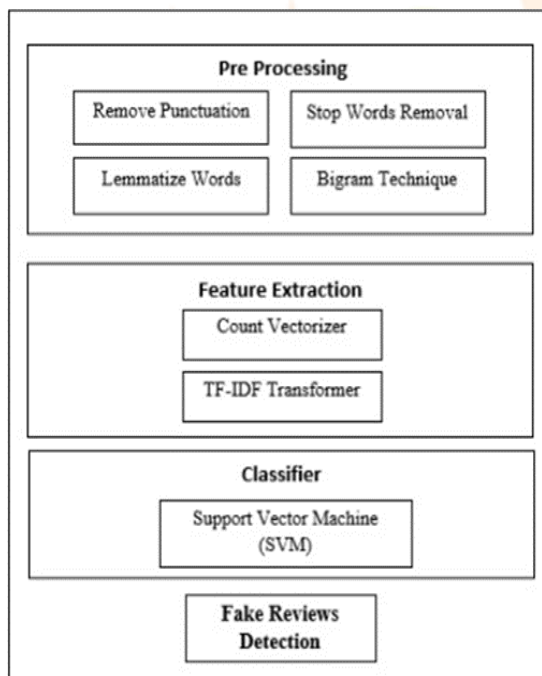 Pre Processing
Remove Punctuation
Stop Words Removal
Lemmatize Words
Bigram Technique
Feature Extraction
Count Vectorizer
TF-IDF Transformer
Classifier
Support Vector Machine
(SVM)
Fake Reviews
Detection